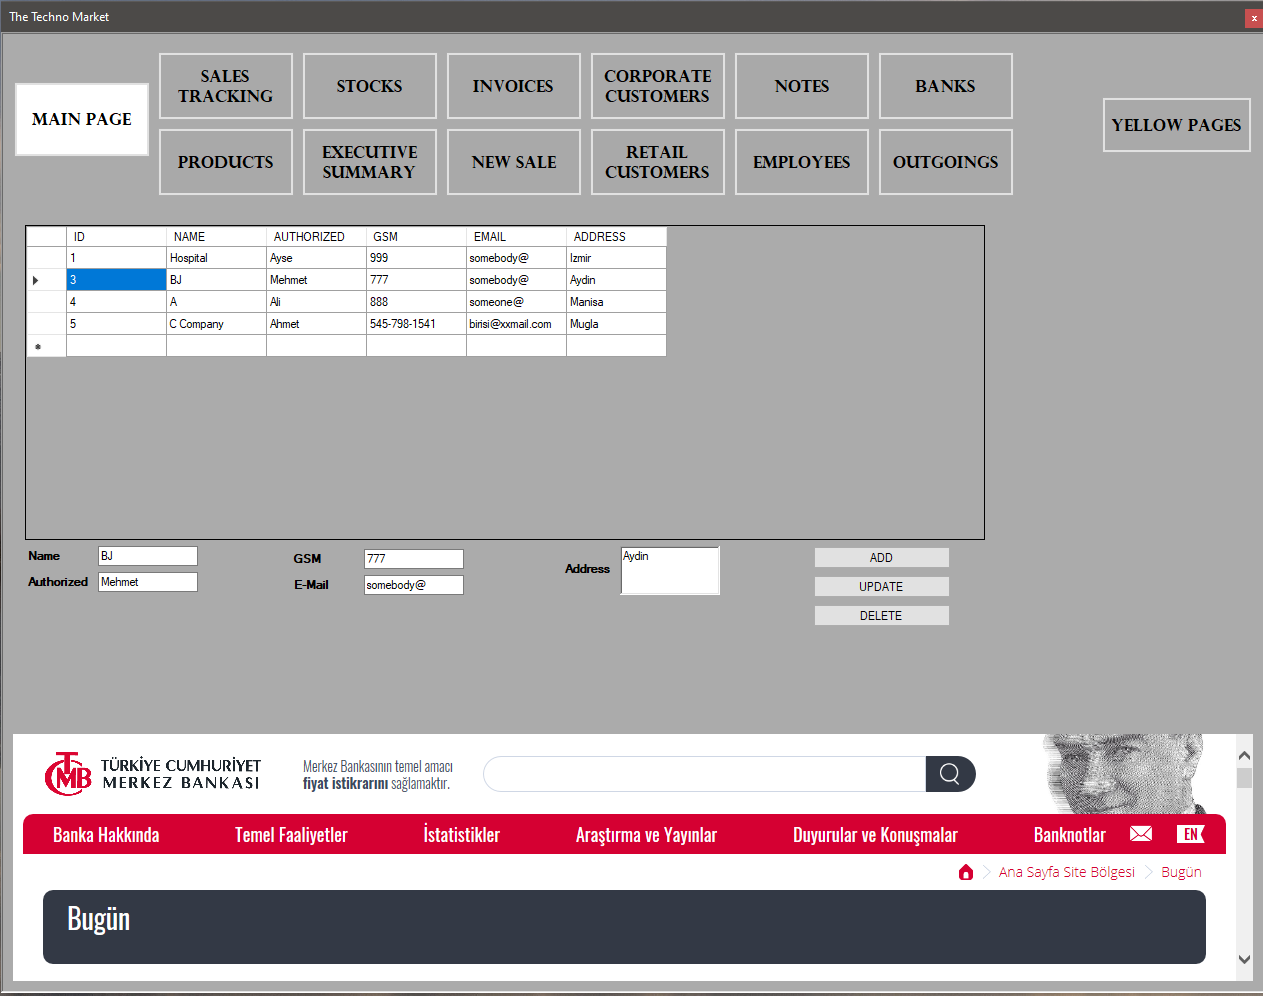 The Techno Market
x
MAIN PAGE
SALES
TRACKING
STOCKS
INVOICES
CORPORATE
CUSTOMERS
NOTES
BANKS
YELLOW PAGES
PRODUCTS
EXECUTIVE
SUMMARY
NEW SALE
RETAIL
CUSTOMERS
EMPLOYEES
OUTGOINGS
ID NAME AUTHORIZED GSM EMAIL ADDRESS
1 Hospital Ayse 999 somebody@ Izmir
3 BJ Mehmet 777 somebody@ Aydin
4 A Ali 888 someone@ Manisa
5 C Company Ahmet 545-798-1541 birisi@xxmail.com Mugla
Name BJ
Authorized Mehmet
GSM 777
E-Mail somebody@
Address Aydin
ADD
UPDATE
DELETE
TCMB
TÜRKİYE CUMHURİYET
MERKEZ BANKASI
Merkez Bankasının temel amacı
fiyat istikrarını sağlamaktır.
Banka Hakkında Temel Faaliyetler İstatistikler Araştırma ve Yayınlar Duyurular ve Konuşmalar Banknotlar EN
Ana Sayfa Site Bölgesi Bugün
Bugün